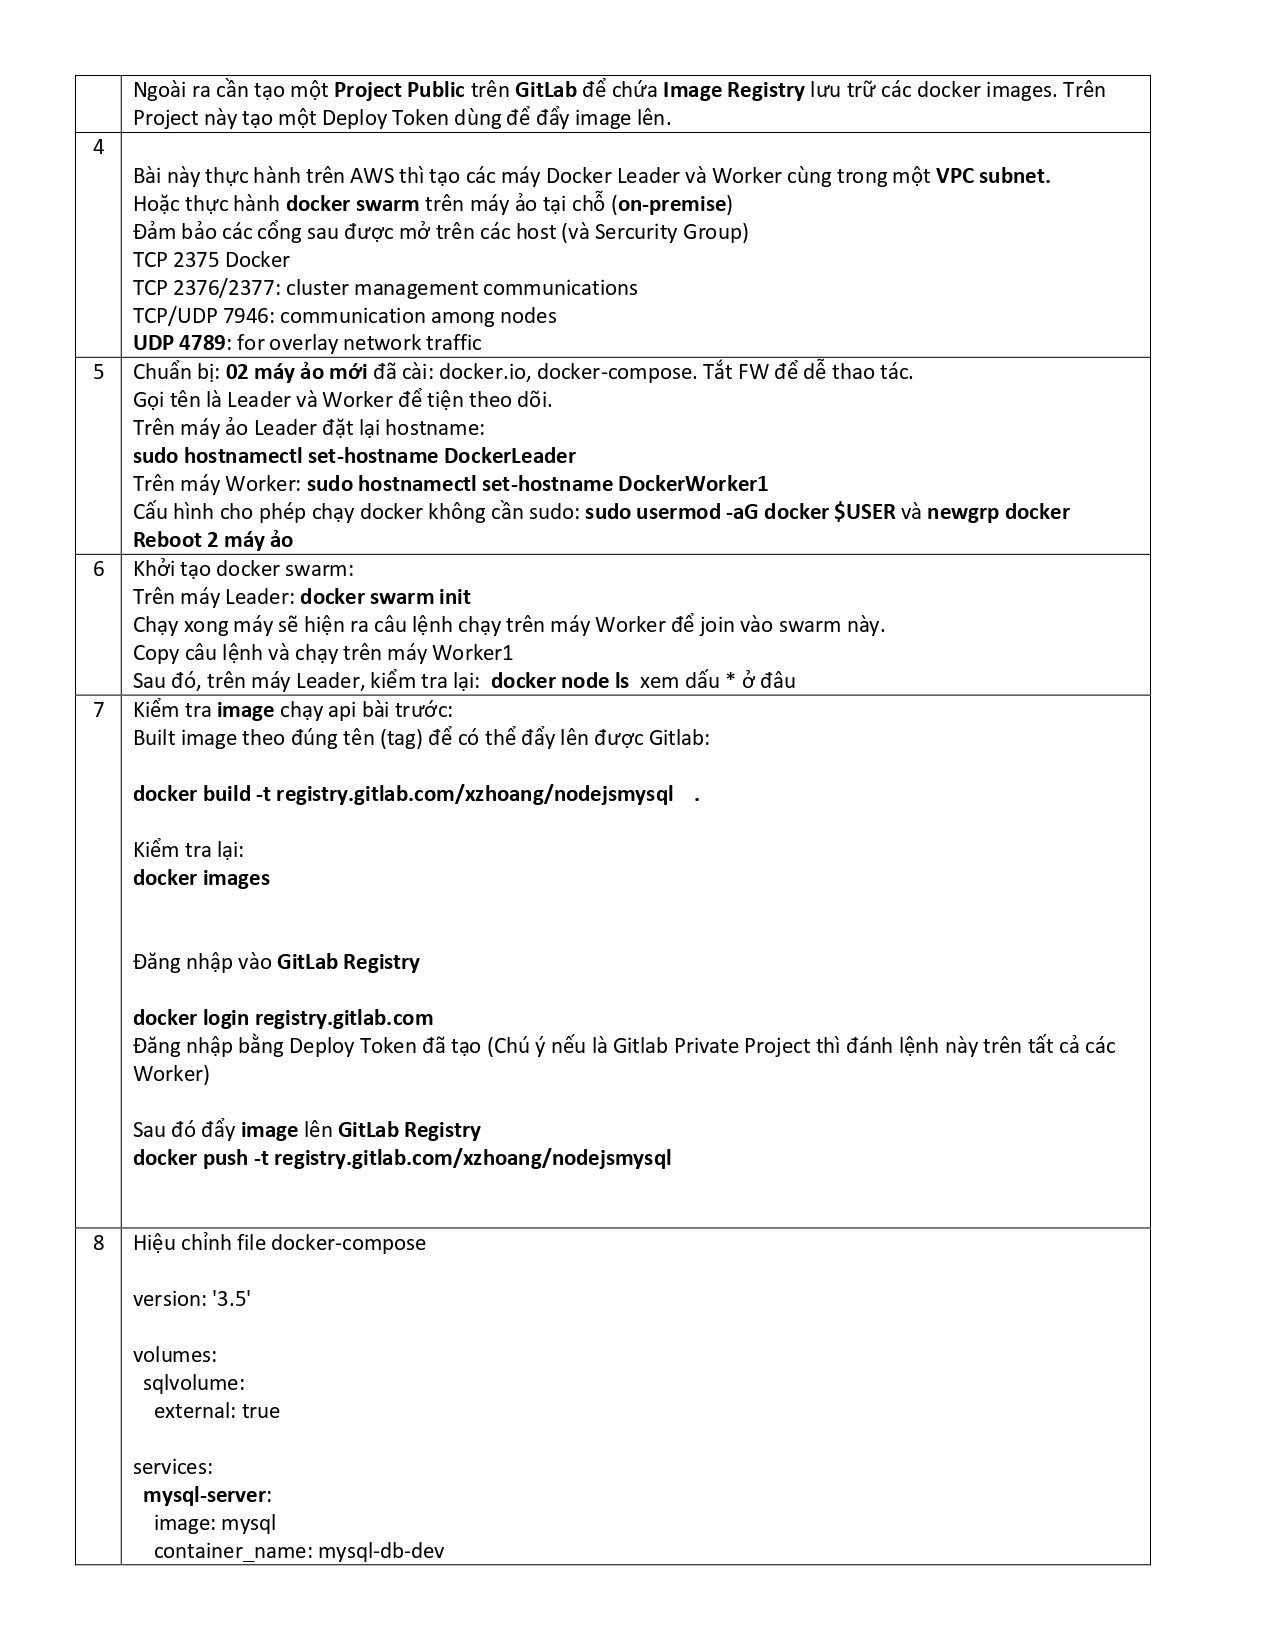 Ngoài ra cần tạo một Project Public trên GitLab để chứa Image Registry lưu trữ các docker images. Trên
Project này tạo một Deploy Token dùng để đẩy image lên.
4
Bài này thực hành trên AWS thì tạo các máy Docker Leader và Worker cùng trong một VPC subnet.
Hoặc thực hành docker swarm trên máy ảo tại chỗ (on-premise)
Đảm bảo các cổng sau được mở trên các host (và Sercurity Group)
TCP 2375 Docker
TCP 2376/2377: cluster management communications
TCP/UDP 7946: communication among nodes
UDP 4789: for overlay network traffic
5 Chuẩn bị: 02 máy ảo mới đã cài: docker.io, docker-compose. Tắt FW để dễ thao tác.
Gọi tên là Leader và Worker để tiện theo dõi.
Trên máy ảo Leader đặt lại hostname:
sudo hostnamectl set-hostname DockerLeader
Trên máy Worker: sudo hostnamectl set-hostname DockerWorker1
Cấu hình cho phép chạy docker không cần sudo: sudo usermod -aG docker $USER và newgrp docker
Reboot 2 máy ảo
6 Khởi tạo docker swarm:
Trên máy Leader: docker swarm init
Chạy xong máy sẽ hiện ra câu lệnh chạy trên máy Worker để join vào swarm này.
Copy câu lệnh và chạy trên máy Worker1
Sau đó, trên máy Leader, kiểm tra lại: docker node ls xem dấu * ở đâu
7 Kiểm tra image chạy api bài trước:
Built image theo đúng tên (tag) để có thể đẩy lên được Gitlab:
docker build -t registry.gitlab.com/xzhoang/nodejsmysql .
Kiểm tra lại:
docker images
Đăng nhập vào GitLab Registry
docker login registry.gitlab.com
Đăng nhập bằng Deploy Token đã tạo (Chú ý nếu là Gitlab Private Project thì đánh lệnh này trên tất cả các
Worker)
Sau đó đẩy image lên GitLab Registry
docker push -t registry.gitlab.com/xzhoang/nodejsmysql
8 Hiệu chỉnh file docker-compose
version: '3.5'
volumes:
sqlvolume:
external: true
services:
mysql-server:
image: mysql
container_name: mysql-db-dev